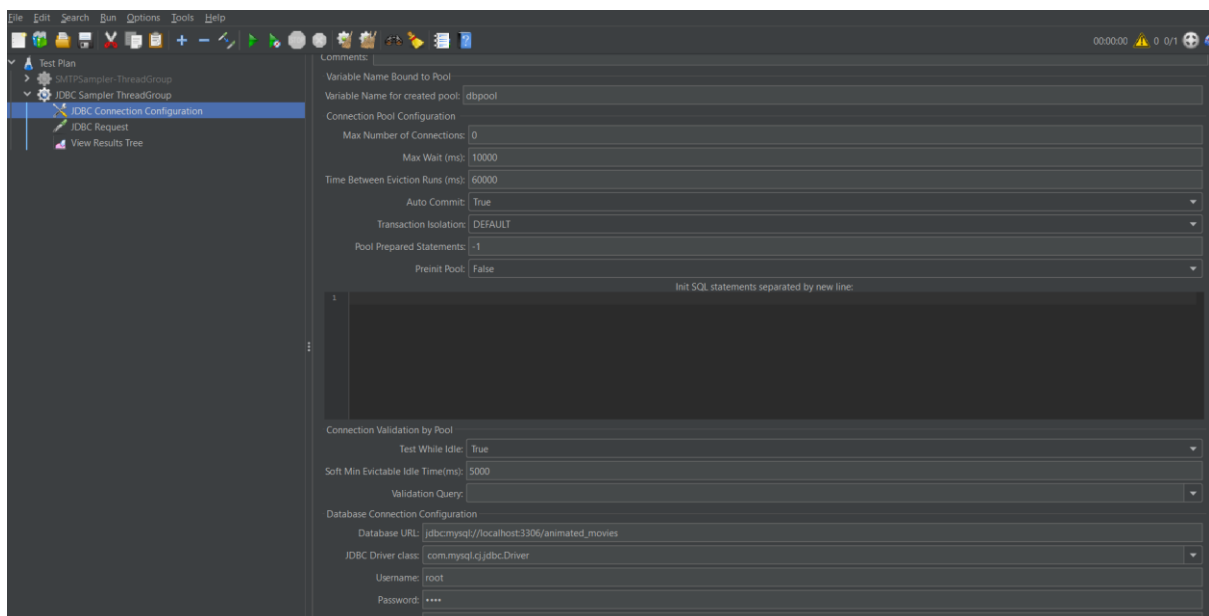 File Edit Search Run Options Tools Help
00:00:00 0 0/1
Test Plan
SMTPSampler-ThreadGroup
JDBC Sampler ThreadGroup
JDBC Connection Configuration
JDBC Request
View Results Tree
Comments:
Variable Name Bound to Pool
Variable Name for created pool: dbpool
Connection Pool Configuration
Max Number of Connections: 0
Max Wait (ms): 10000
Time Between Eviction Runs (ms): 60000
Auto Commit: True
Transaction Isolation: DEFAULT
Pool Prepared Statements: -1
Preinit Pool: False
Init SQL statements separated by new line:
1
Connection Validation by Pool
Test While Idle: True
Soft Min Evictable Idle Time(ms): 5000
Validation Query:
Database Connection Configuration
Database URL: jdbc:mysql://localhost:3306/animated_movies
JDBC Driver class: com.mysql.cj.jdbc.Driver
Username: root
Password: ••••